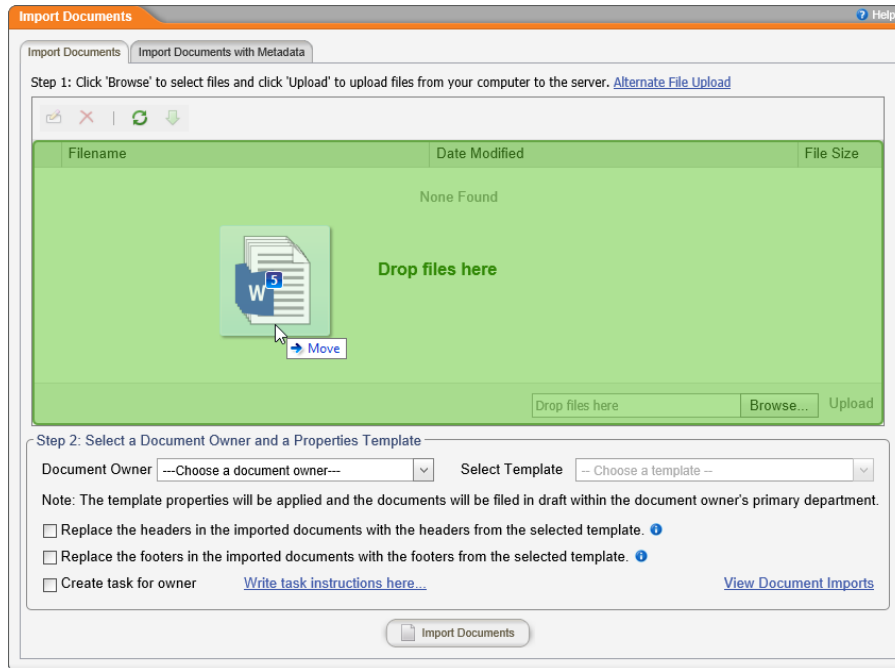 Import Documents
Help
Import Documents
Import Documents with Metadata
Step 1: Click 'Browse' to select files and click 'Upload' to upload files from your computer to the server. Alternate File Upload
Filename Date Modified File Size
None Found
Drop files here
W 5
Move
Drop files here Browse... Upload
Step 2: Select a Document Owner and a Properties Template
Document Owner ---Choose a document owner--- Select Template -- Choose a template --
Note: The template properties will be applied and the documents will be filed in draft within the document owner's primary department.
Replace the headers in the imported documents with the headers from the selected template.
Replace the footers in the imported documents with the footers from the selected template.
Create task for owner Write task instructions here... View Document Imports
Import Documents